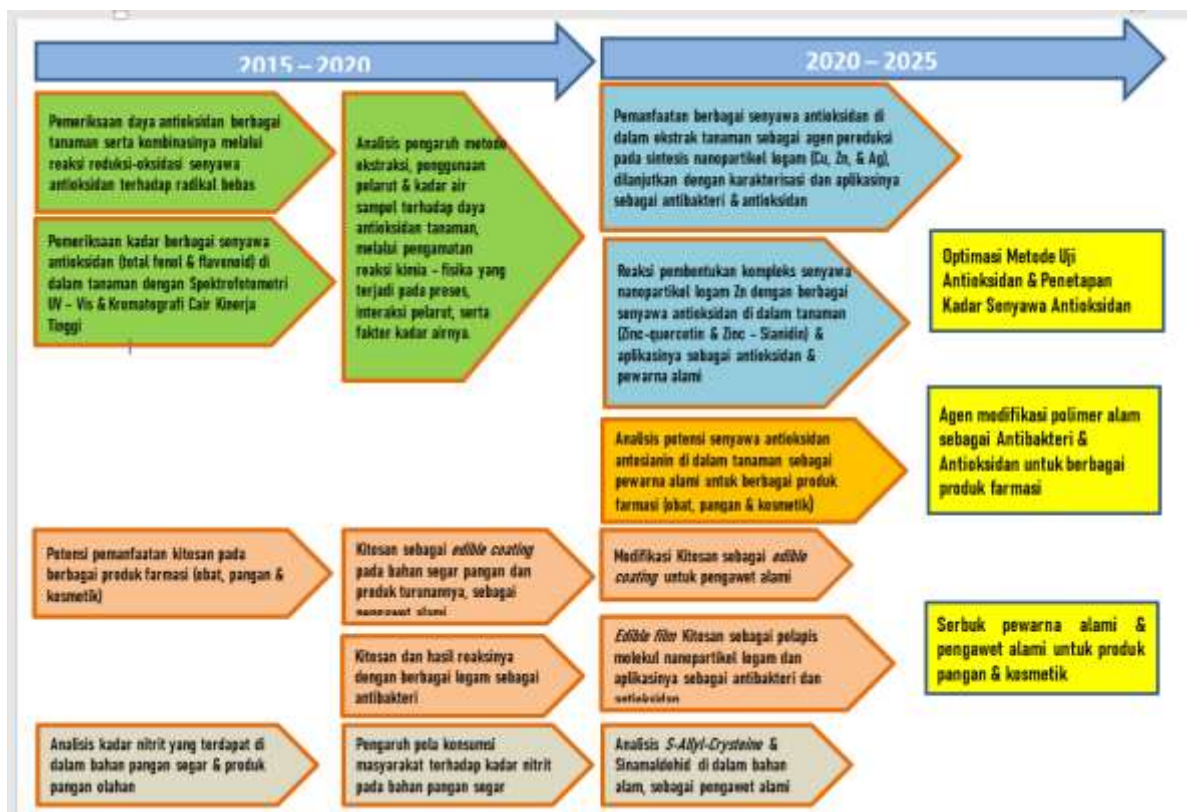 2015 – 2020
2020 – 2025
Pemeriksaan daya antioksidan berbagai
tanaman serta kombinasinya melalui
reaksi reduksi-oksidasi senyawa
antioksidan terhadap radikal bebas
Pemeriksaan kadar berbagai senyawa
antioksidan (total fenol & flavonoid) di
dalam tanaman dengan Spektrofotometri
UV – Vis & Kromatografi Cair Kinerja
Tinggi
Analisis pengaruh metode
ekstraksi, penggunaan
pelarut & kadar air
sampel terhadap daya
antioksidan tanaman,
melalui pengamatan
reaksi kimia – fisika yang
terjadi pada proses,
interaksi pelarut, serta
faktor kadar airnya.
Pemanfaatan berbagai senyawa antioksidan di
dalam ekstrak tanaman sebagai agen pereduksi
pada sintesis nanopartikel logam (Cu, Zn, & Ag),
dilanjutkan dengan karakterisasi dan aplikasinya
sebagai antibakteri & antioksidan
Reaksi pembentukan kompleks senyawa
nanopartikel logam Zn dengan berbagai
senyawa antioksidan di dalam tanaman
(Zinc-quercetin & Zinc – Sianidin) &
aplikasinya sebagai antioksidan &
pewarna alami
Analisis potensi senyawa antioksidan
antosianin di dalam tanaman sebagai
pewarna alami untuk berbagai produk
farmasi (obat, pangan & kosmetik)
Optimasi Metode Uji
Antioksidan & Penetapan
Kadar Senyawa Antioksidan
Agen modifikasi polimer alam
sebagai Antibakteri &
Antioksidan untuk berbagai
produk farmasi
Potensi pemanfaatan kitosan pada
berbagai produk farmasi (obat, pangan &
kosmetik)
Kitosan sebagai edible coating
pada bahan segar pangan dan
produk turunannya, sebagai
pengawet alami
Modifikasi Kitosan sebagai edible
coating untuk pengawet alami
Kitosan dan hasil reaksinya
dengan berbagai logam sebagai
antibakteri
Edible film Kitosan sebagai pelapis
molekul nanopartikel logam dan
aplikasinya sebagai antibakteri dan
antioksidan
Serbuk pewarna alami &
pengawet alami untuk produk
pangan & kosmetik
Analisis kadar nitrit yang terdapat di
dalam bahan pangan segar & produk
pangan olahan
Pengaruh pola konsumsi
masyarakat terhadap kadar nitrit
pada bahan pangan segar
Analisis S-Allyl-Crysteine &
Sinamaldehid di dalam bahan
alam, sebagai pengawet alami